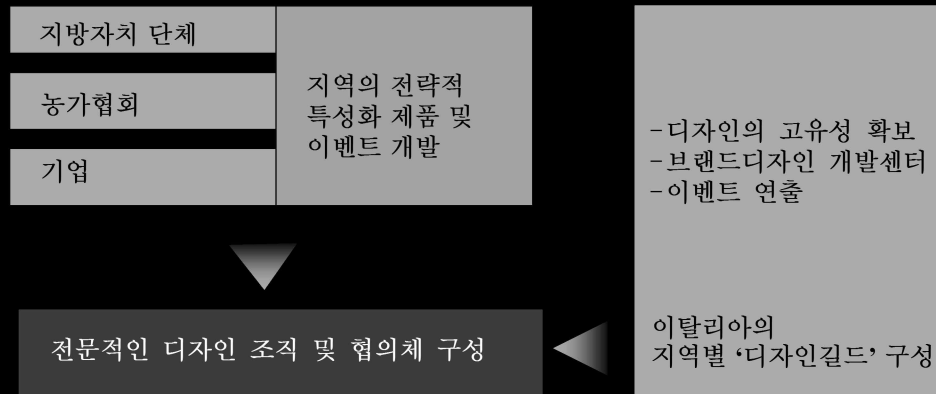 지방자치 단체
농가협회
기업
지역의 전략적
특성화 제품 및
이벤트 개발
전문적인 디자인 조직 및 협의체 구성
-디자인의 고유성 확보
-브랜드디자인 개발센터
-이벤트 연출
이탈리아의
지역별 ‘디자인길드’ 구성